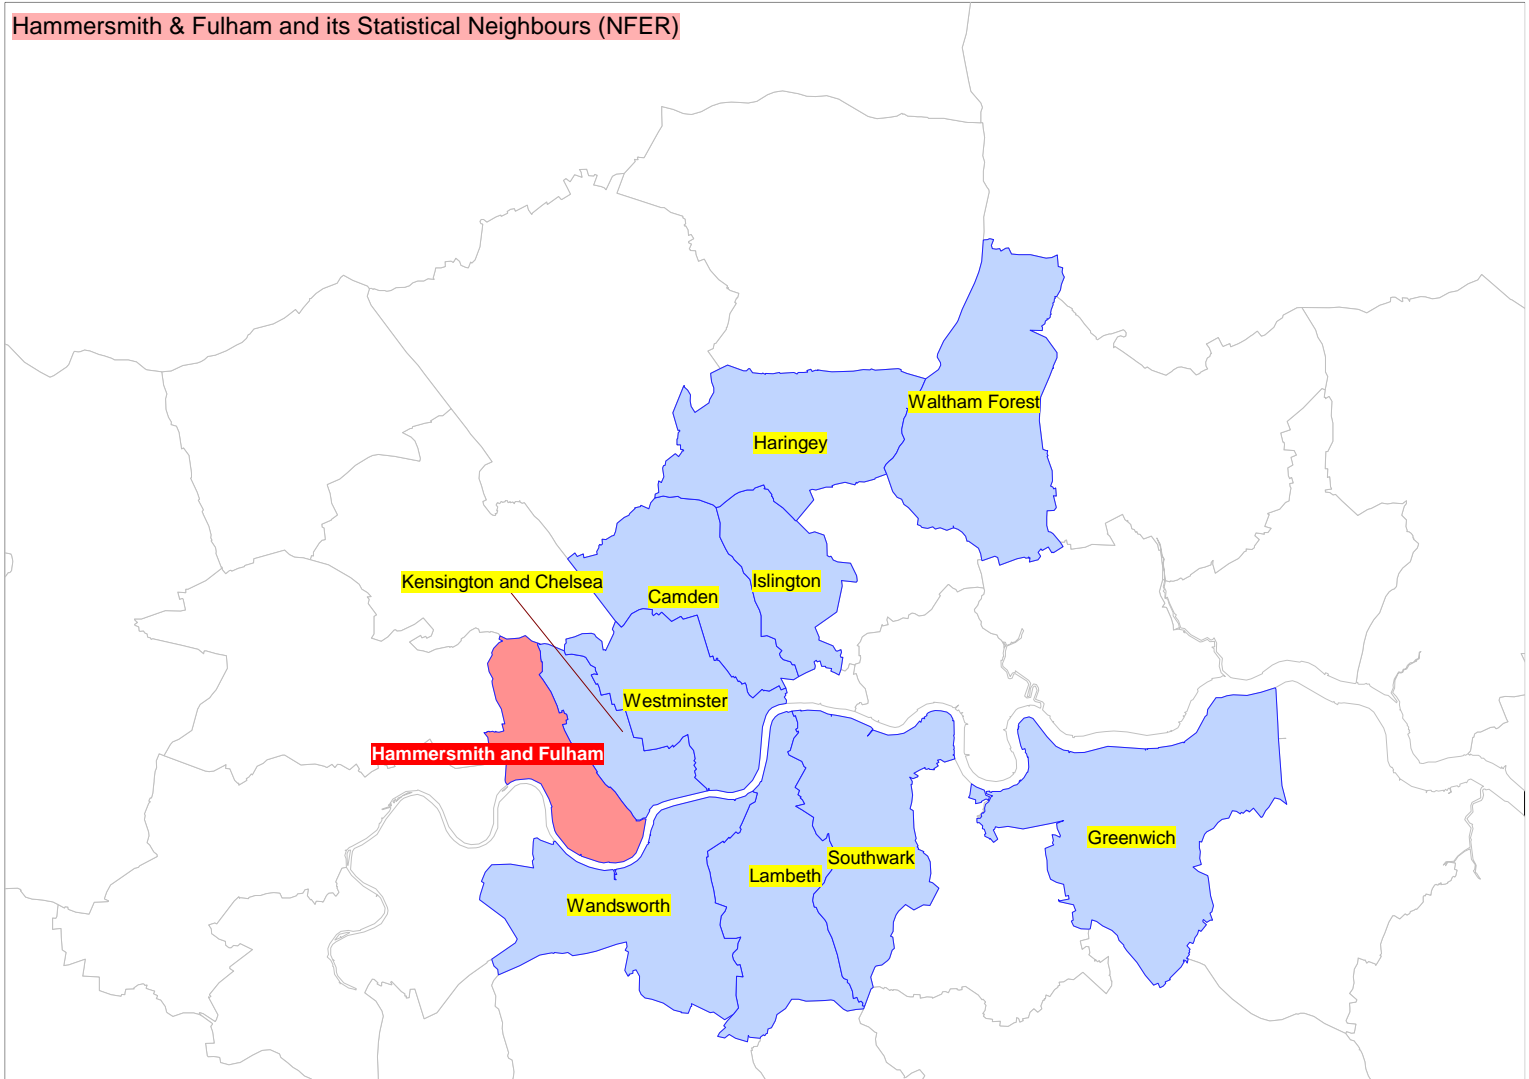 Hammersmith & Fulham and its Statistical Neighbours (NFER)
Waltham Forest
Haringey
Kensington and Chelsea
Islington
Camden
Westminster
Hammersmith and Fulham
Greenwich
Southwark
Lambeth
Wandsworth